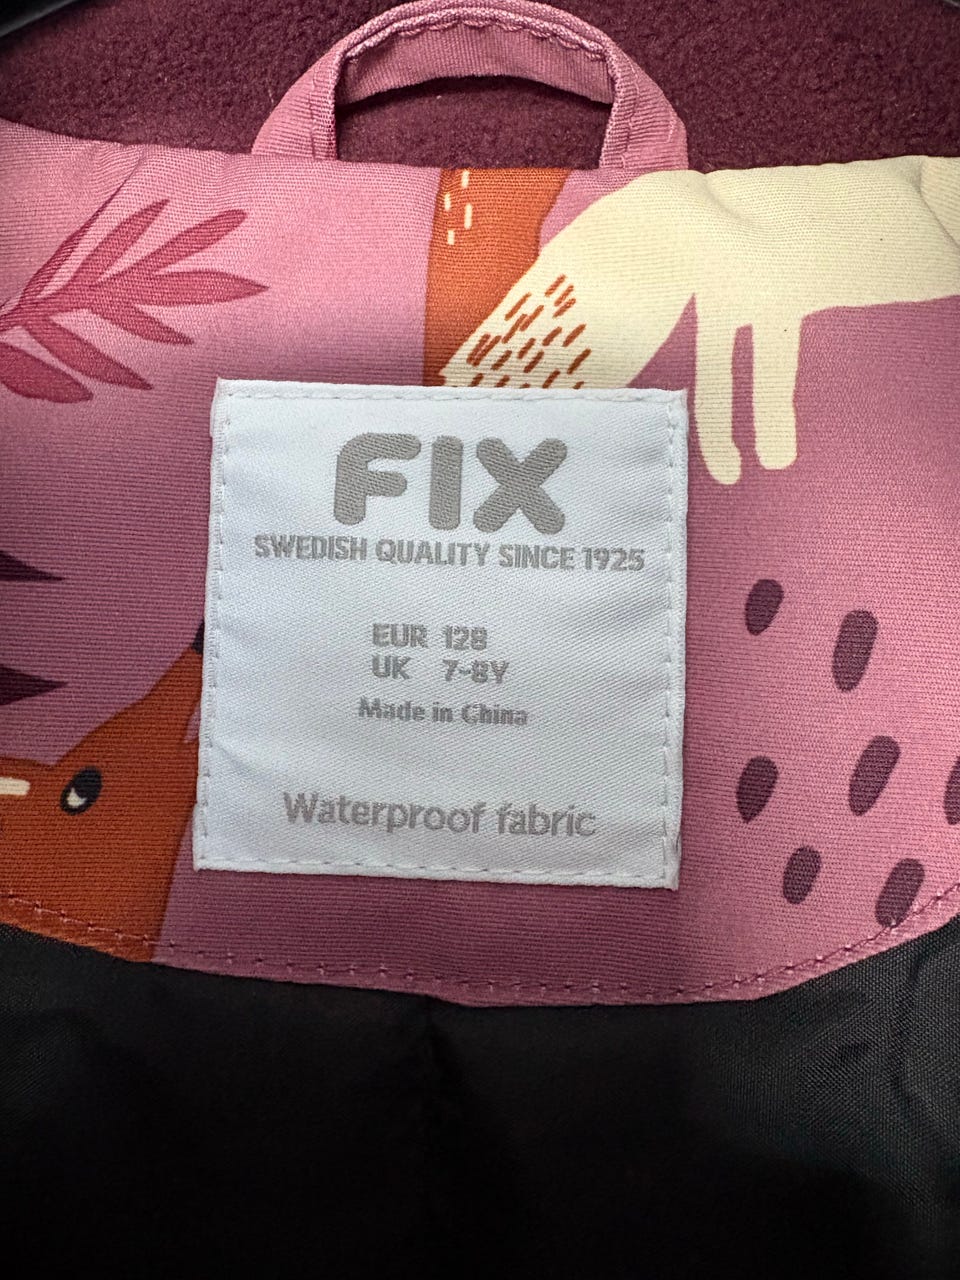 FIX
SWEDISH QUALITY SINCE 1925
EUR 128
UK 7-8Y
Made in China
Waterproof fabric